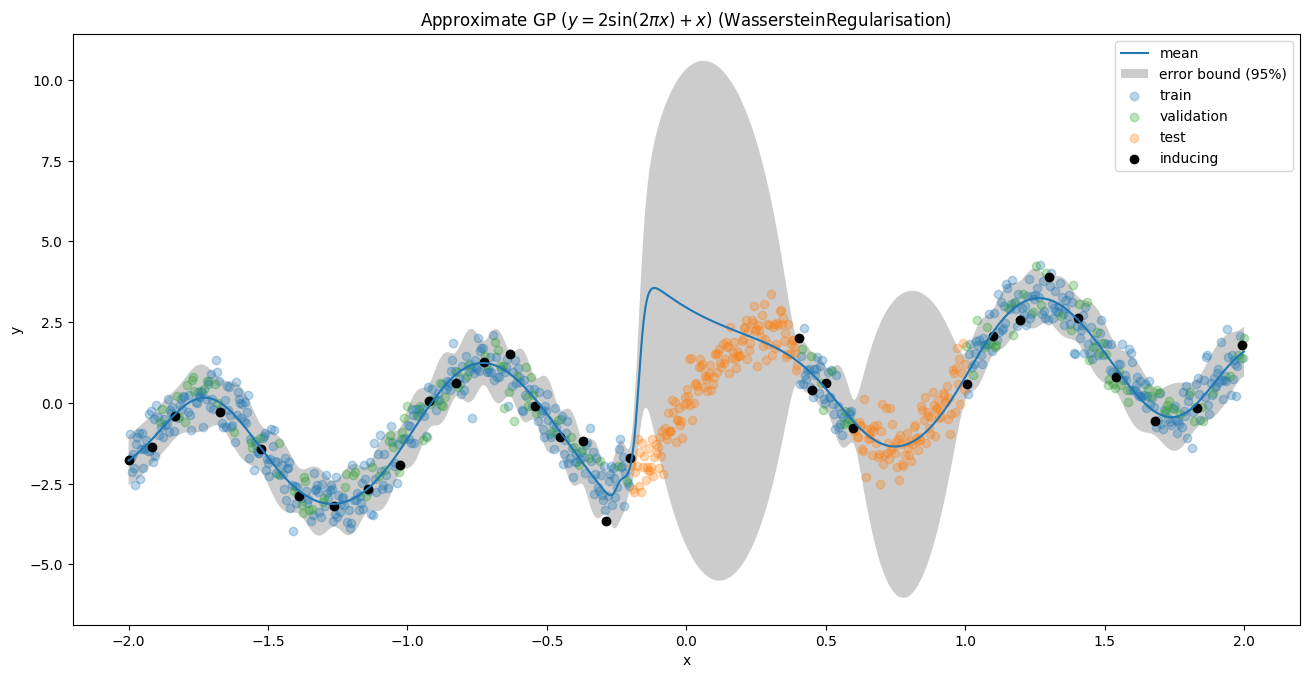 Approximate GP (y = 2sin(2πx) + x) (WassersteinRegularisation)
mean
error bound (95%)
train
validation
test
inducing
10.0
7.5
5.0
2.5
0.0
−2.5
−5.0
y
−2.0 −1.5 −1.0 −0.5 0.0 0.5 1.0 1.5 2.0
x